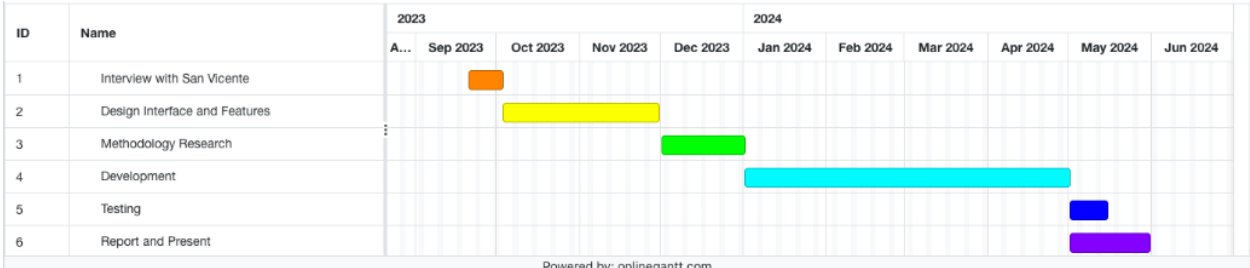 ID Name 2023 2024
A... Sep 2023 Oct 2023 Nov 2023 Dec 2023 Jan 2024 Feb 2024 Mar 2024 Apr 2024 May 2024 Jun 2024
1 Interview with San Vicente
2 Design Interface and Features
3 Methodology Research
4 Development
5 Testing
6 Report and Present
Powered by: onlinegantt.com